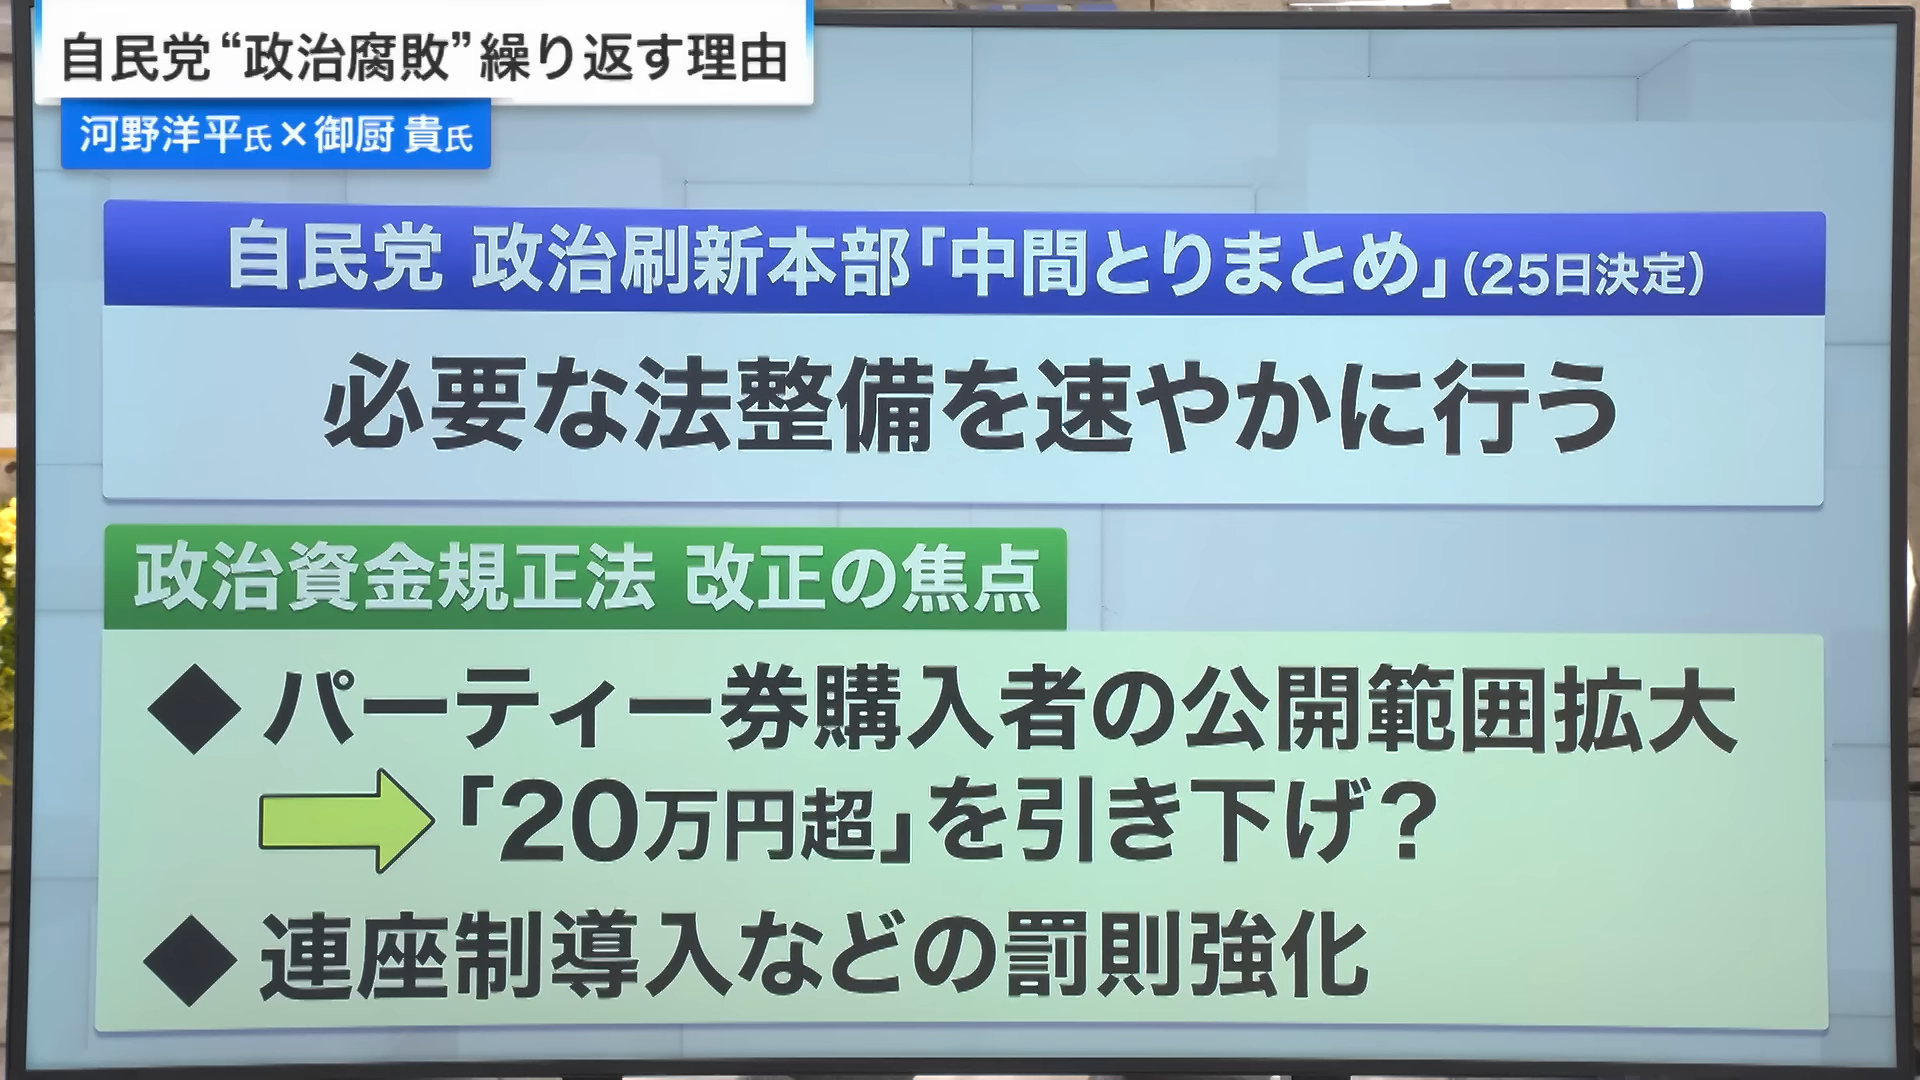 自民党“政治腐敗”繰り返す理由
河野洋平氏×御厨 貴氏
自民党 政治刷新本部「中間とりまとめ」(25日決定)
必要な法整備を速やかに行う
政治資金規正法 改正の焦点
◆パーティー券購入者の公開範囲拡大
➡「20万円超」を引き下げ?
◆連座制導入などの罰則強化